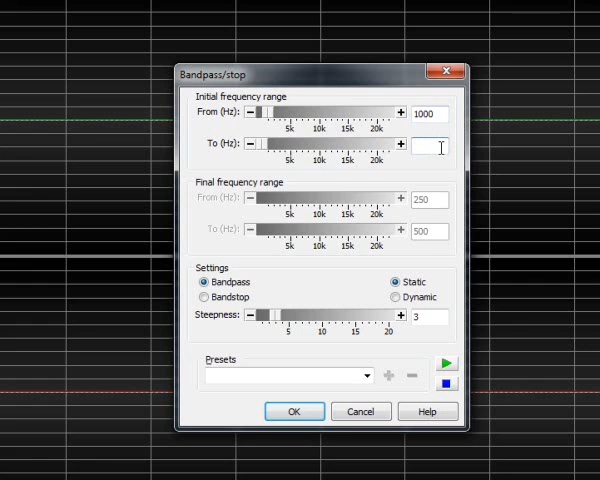 Bandpass/stop
Initial frequency range
From (Hz): 1000
5k 10k 15k 20k
To (Hz):
5k 10k 15k 20k
Final frequency range
From (Hz): 250
5k 10k 15k 20k
To (Hz): 500
5k 10k 15k 20k
Settings
Bandpass Static
Bandstop Dynamic
Steepness: 3
5 10 15 20
Presets
OK Cancel Help